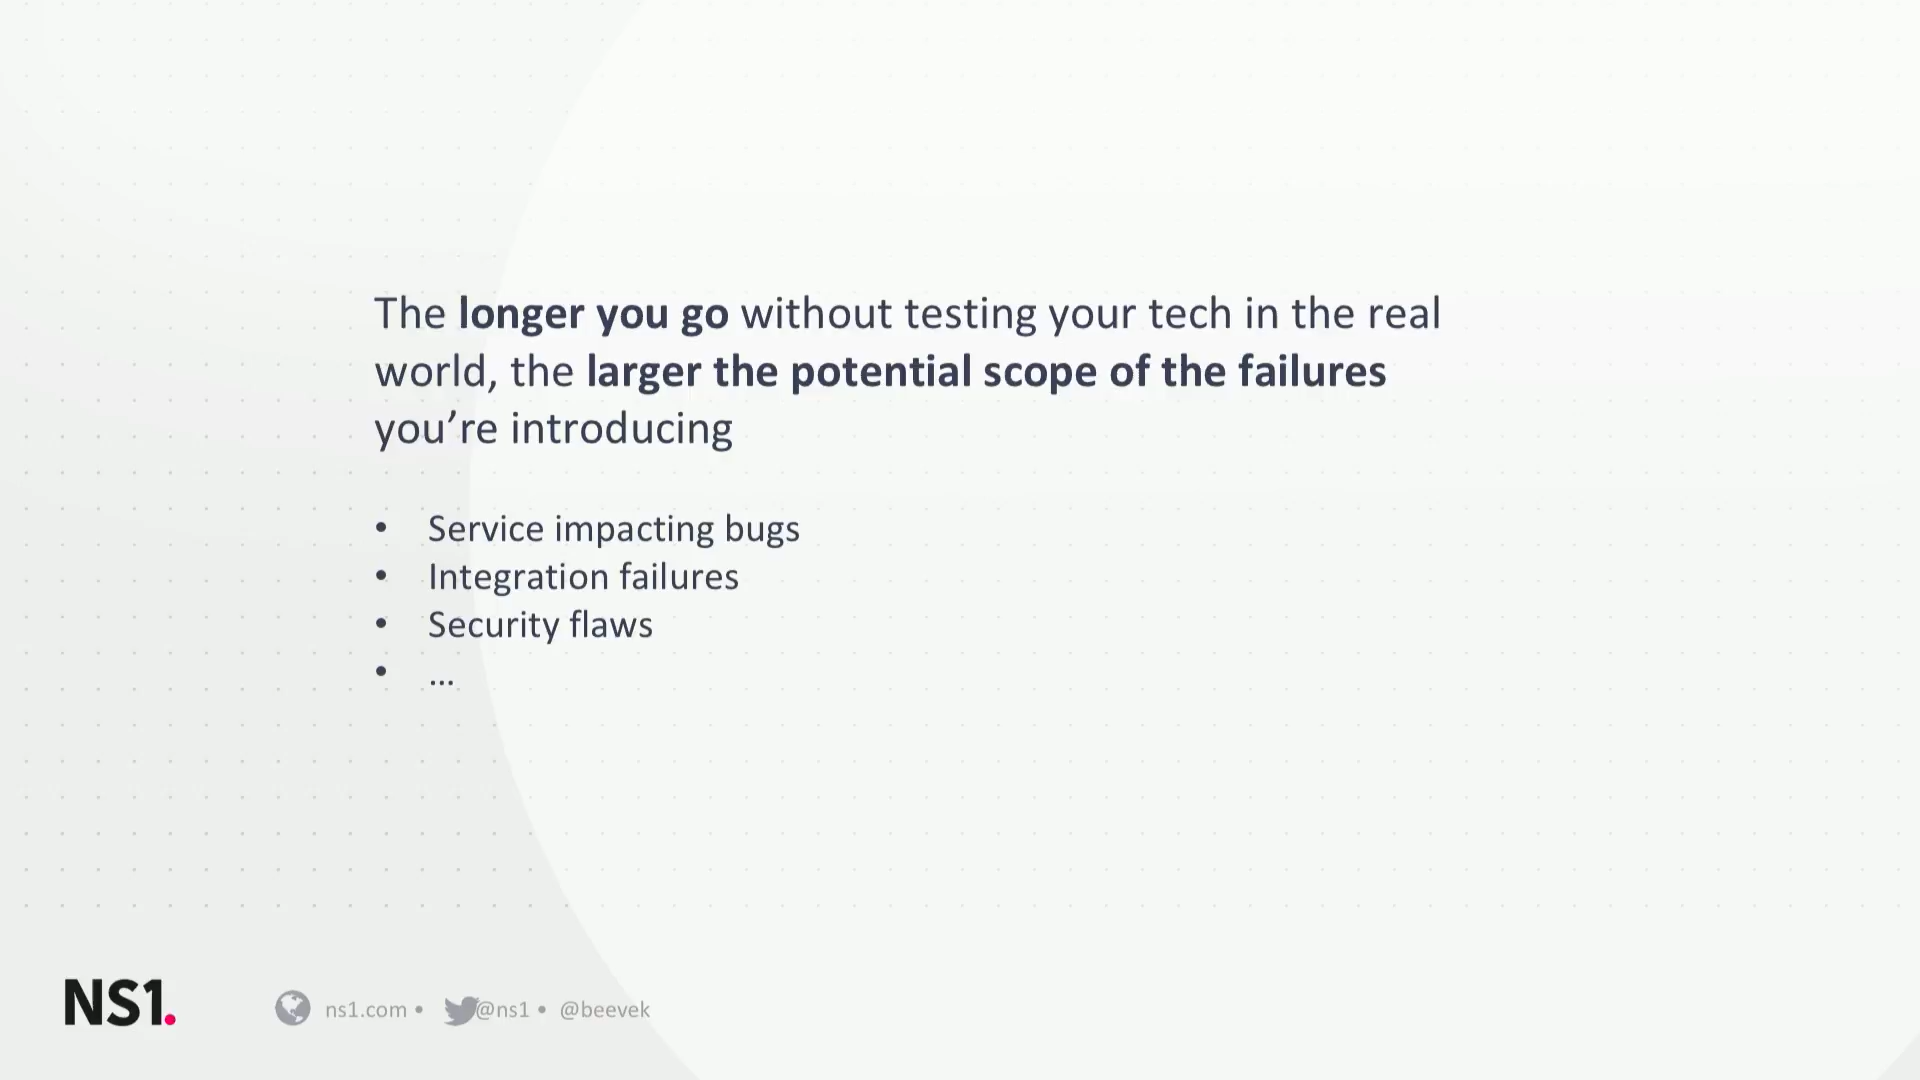 The longer you go without testing your tech in the real
world, the larger the potential scope of the failures
you’re introducing
• Service impacting bugs
• Integration failures
• Security flaws
• ...
NS1.
ns1.com • @ns1 • @beevek